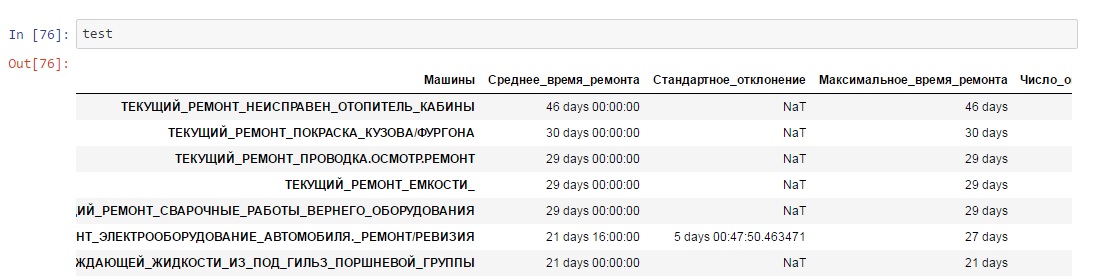 In [76]: test
Out[76]:
Машины Среднее_время_ремонта Стандартное_отклонение Максимальное_время_ремонта Число_о
ТЕКУЩИЙ_РЕМОНТ_НЕИСПРАВЕН_ОТОПИТЕЛЬ_КАБИНЫ 46 days 00:00:00 NaT 46 days
ТЕКУЩИЙ_РЕМОНТ_ПОКРАСКА_КУЗОВА/ФУРГОНА 30 days 00:00:00 NaT 30 days
ТЕКУЩИЙ_РЕМОНТ_ПРОВОДКА.ОСМОТР.РЕМОНТ 29 days 00:00:00 NaT 29 days
ТЕКУЩИЙ_РЕМОНТ_ЕМКОСТИ_ 29 days 00:00:00 NaT 29 days
ИЙ_РЕМОНТ_СВАРОЧНЫЕ_РАБОТЫ_ВЕРНЕГО_ОБОРУДОВАНИЯ 29 days 00:00:00 NaT 29 days
НТ_ЭЛЕКТРООБОРУДОВАНИЕ_АВТОМОБИЛЯ._РЕМОНТ/РЕВИЗИЯ 21 days 16:00:00 5 days 00:47:50.463471 27 days
ЖДАЮЩЕЙ_ЖИДКОСТИ_ИЗ_ПОД_ГИЛЬЗ_ПОРШНЕВОЙ_ГРУППЫ 21 days 00:00:00 NaT 21 days